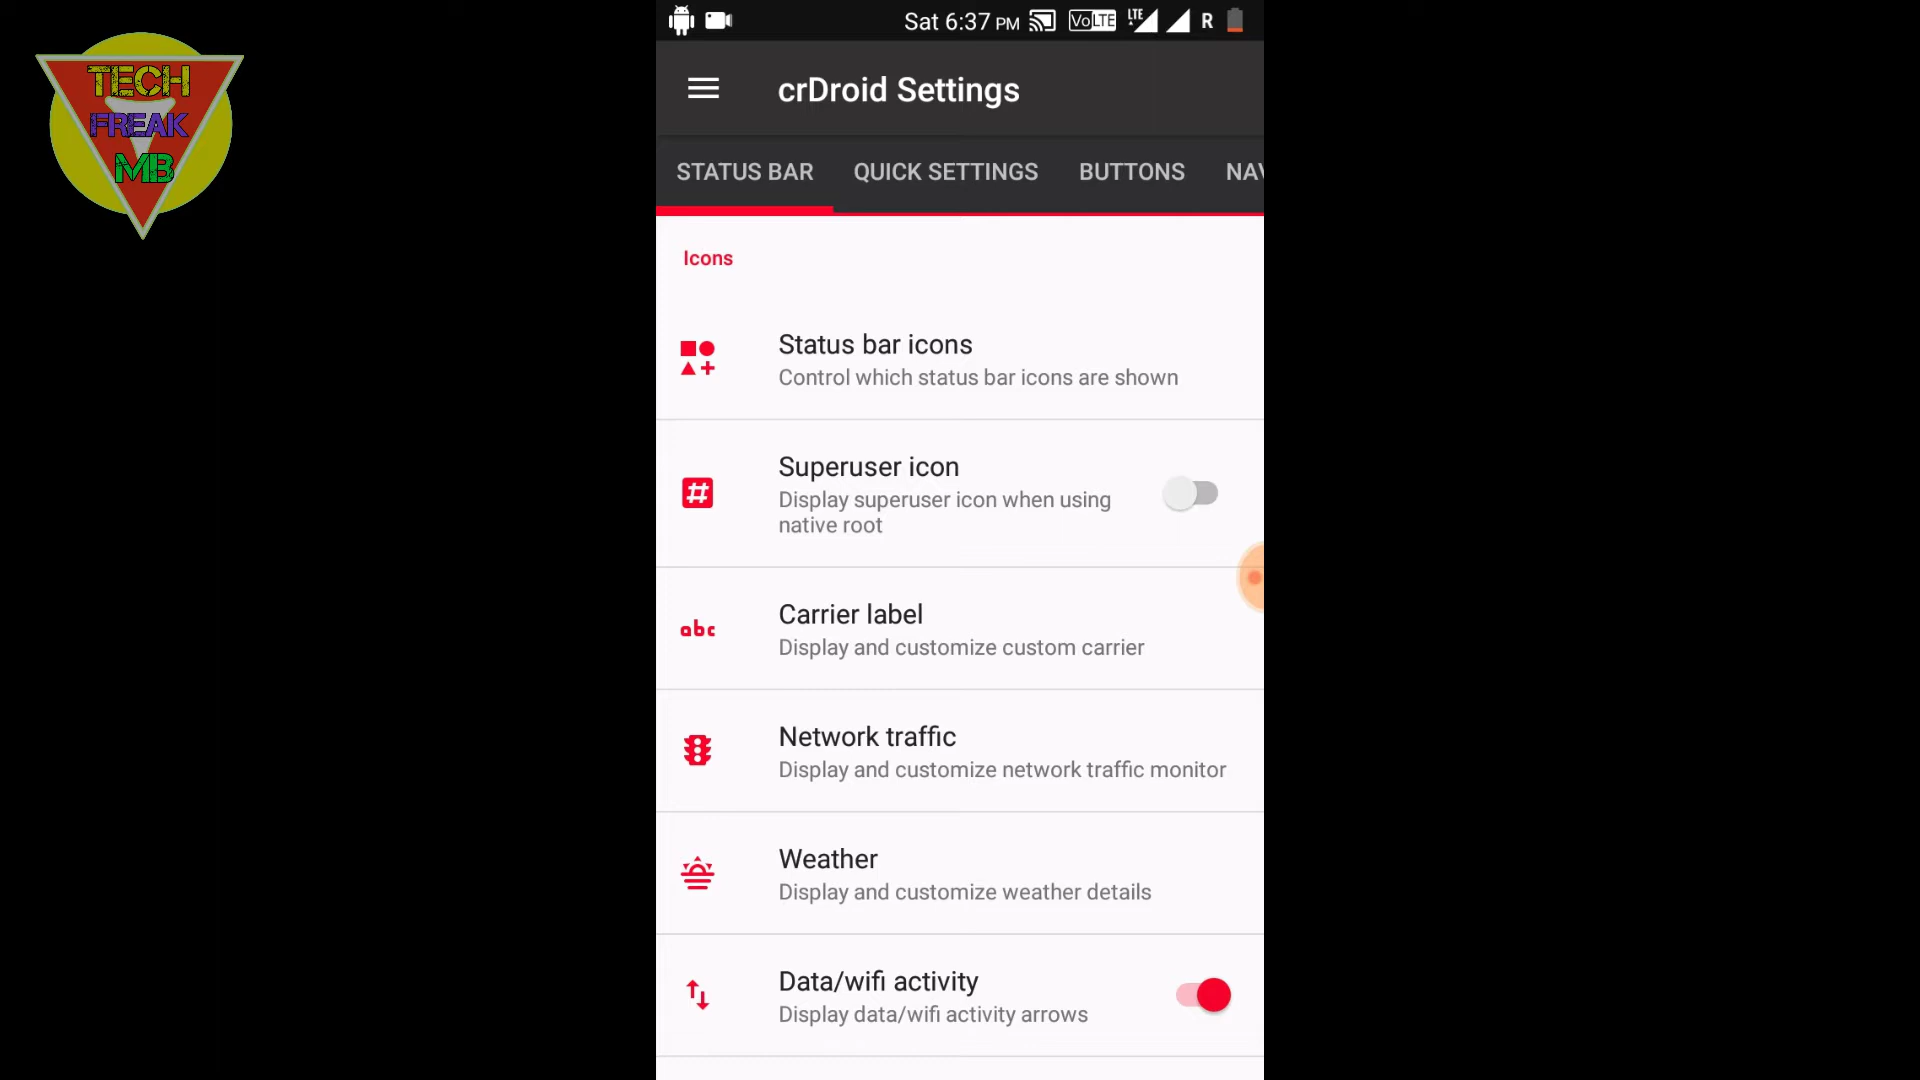 TECH
FREAK
MB
Sat 6:37 PM VoLTE LTE R
crDroid Settings
STATUS BAR QUICK SETTINGS BUTTONS NAV
Icons
Status bar icons
Control which status bar icons are shown
#
Superuser icon
Display superuser icon when using
native root
abc
Carrier label
Display and customize custom carrier
Network traffic
Display and customize network traffic monitor
Weather
Display and customize weather details
Data/wifi activity
Display data/wifi activity arrows